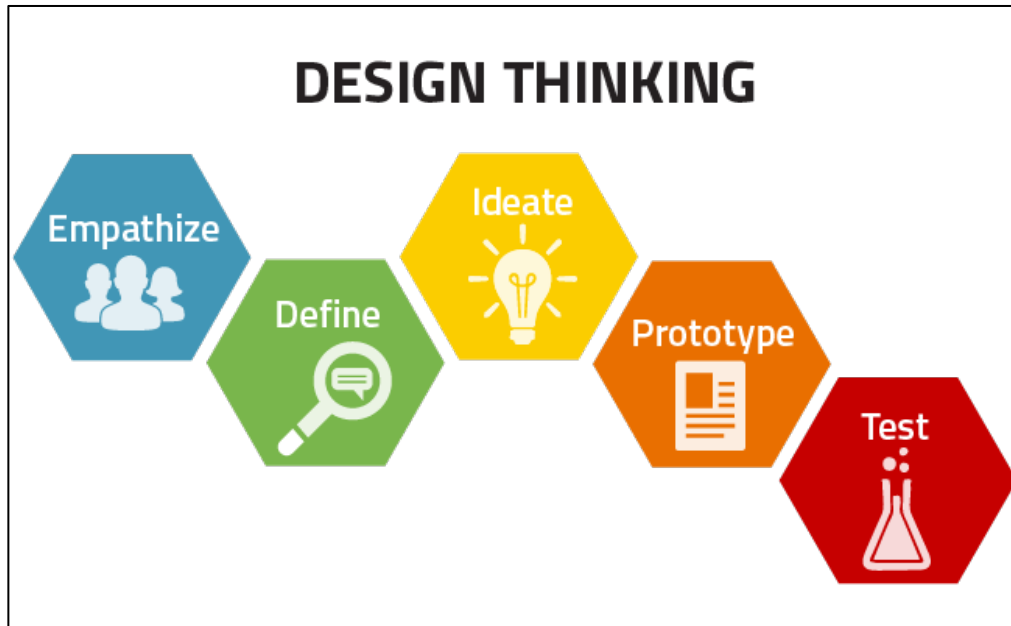 DESIGN THINKING
Empathize
Define
Ideate
Prototype
Test